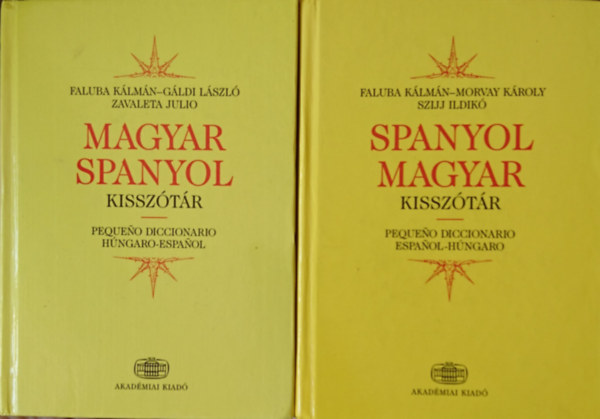 FALUBA KÁLMÁN–GÁLDI LÁSZLÓ
ZAVALETA JULIO
MAGYAR
SPANYOL
KISSZÓTÁR
PEQUEÑO DICCIONARIO
HÚNGARO-ESPAÑOL
AKADÉMIAI KIADÓ
FALUBA KÁLMÁN–MORVAY KÁROLY
SZIJJ ILDIKÓ
SPANYOL
MAGYAR
KISSZÓTÁR
PEQUEÑO DICCIONARIO
ESPAÑOL-HÚNGARO
AKADÉMIAI KIADÓ